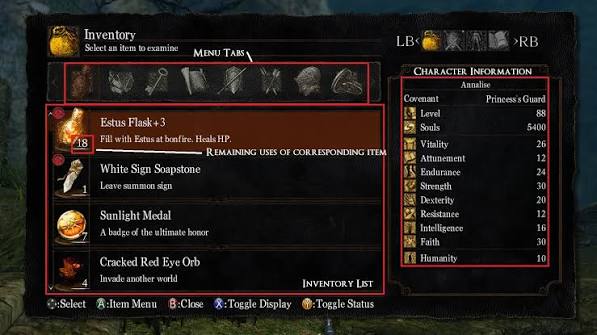 Inventory
Select an item to examine
LB
RB
Menu Tabs
Character Information
Annalise
Covenant Princess's Guard
Level 88
Souls 5400
Vitality 26
Attunement 12
Endurance 24
Strength 30
Dexterity 20
Resistance 12
Intelligence 16
Faith 30
Humanity 10
Estus Flask+3
Fill with Estus at bonfire. Heals HP.
18
Remaining uses of corresponding item
White Sign Soapstone
Leave summon sign
1
Sunlight Medal
A badge of the ultimate honor
7
Cracked Red Eye Orb
Invade another world
4
Inventory List
:Select A:Item Menu B:Close X:Toggle Display Y:Toggle Status